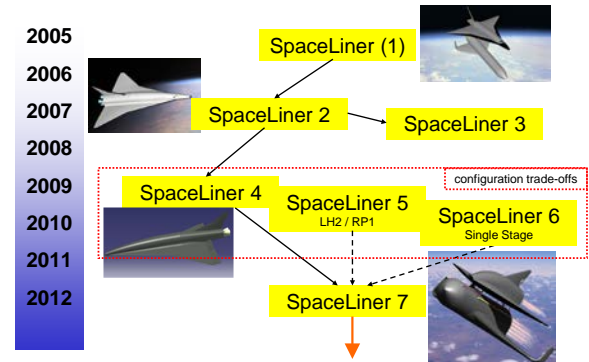 2005
SpaceLiner (1)
2006
2007
SpaceLiner 2
SpaceLiner 3
2008
configuration trade-offs
2009
SpaceLiner 4
SpaceLiner 5
LH2 / RP1
2010
SpaceLiner 6
Single Stage
2011
2012
SpaceLiner 7